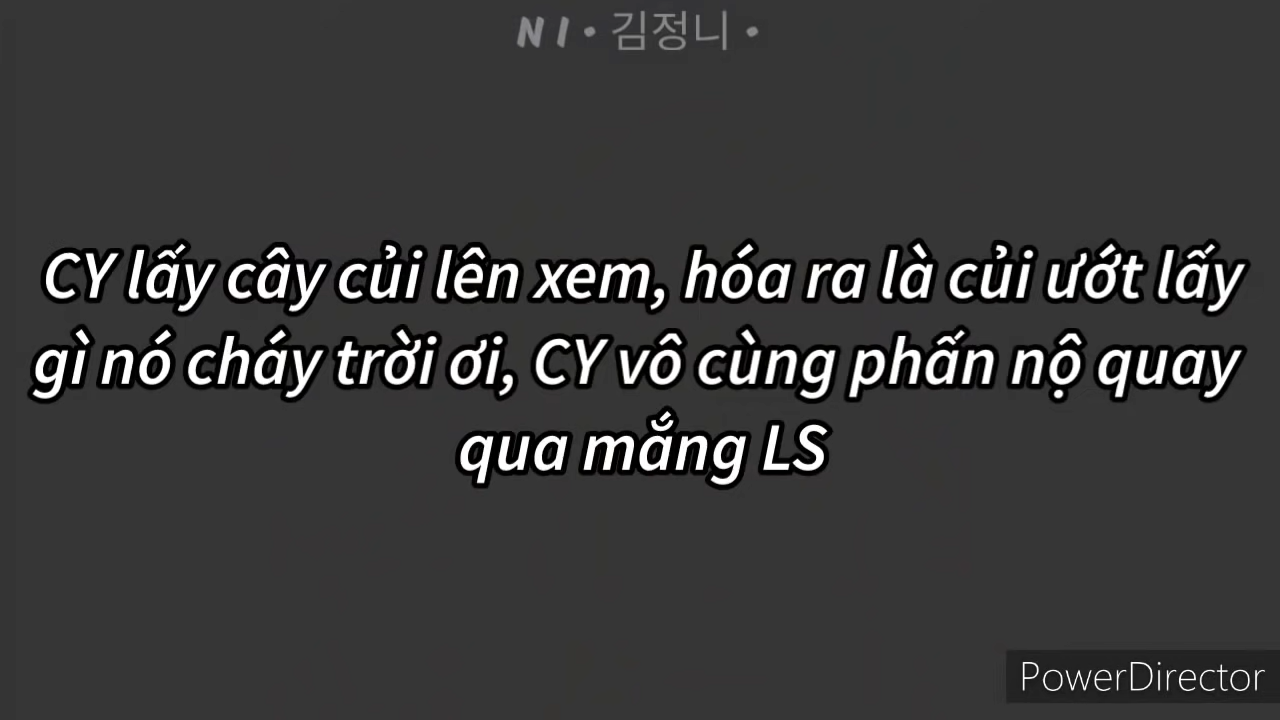 NI • 김정니 •
CY lấy cây củi lên xem, hóa ra là củi ướt lấy
gì nó cháy trời ơi, CY vô cùng phấn nộ quay
qua mắng LS
PowerDirector